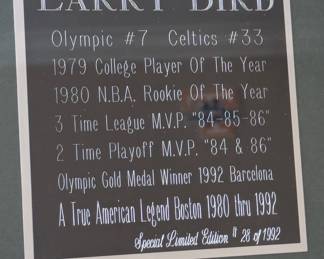 LARRY BIRD
Olympic #7 Celtics #33
1979 College Player Of The Year
1980 N.B.A. Rookie Of The Year
3 Time League M.V.P. "84-85-86"
2 Time Playoff M.V.P. "84 & 86"
Olympic Gold Medal Winner 1992 Barcelona
A True American Legend Boston 1980 thru 1992
Special Limited Edition # 28 of 1992